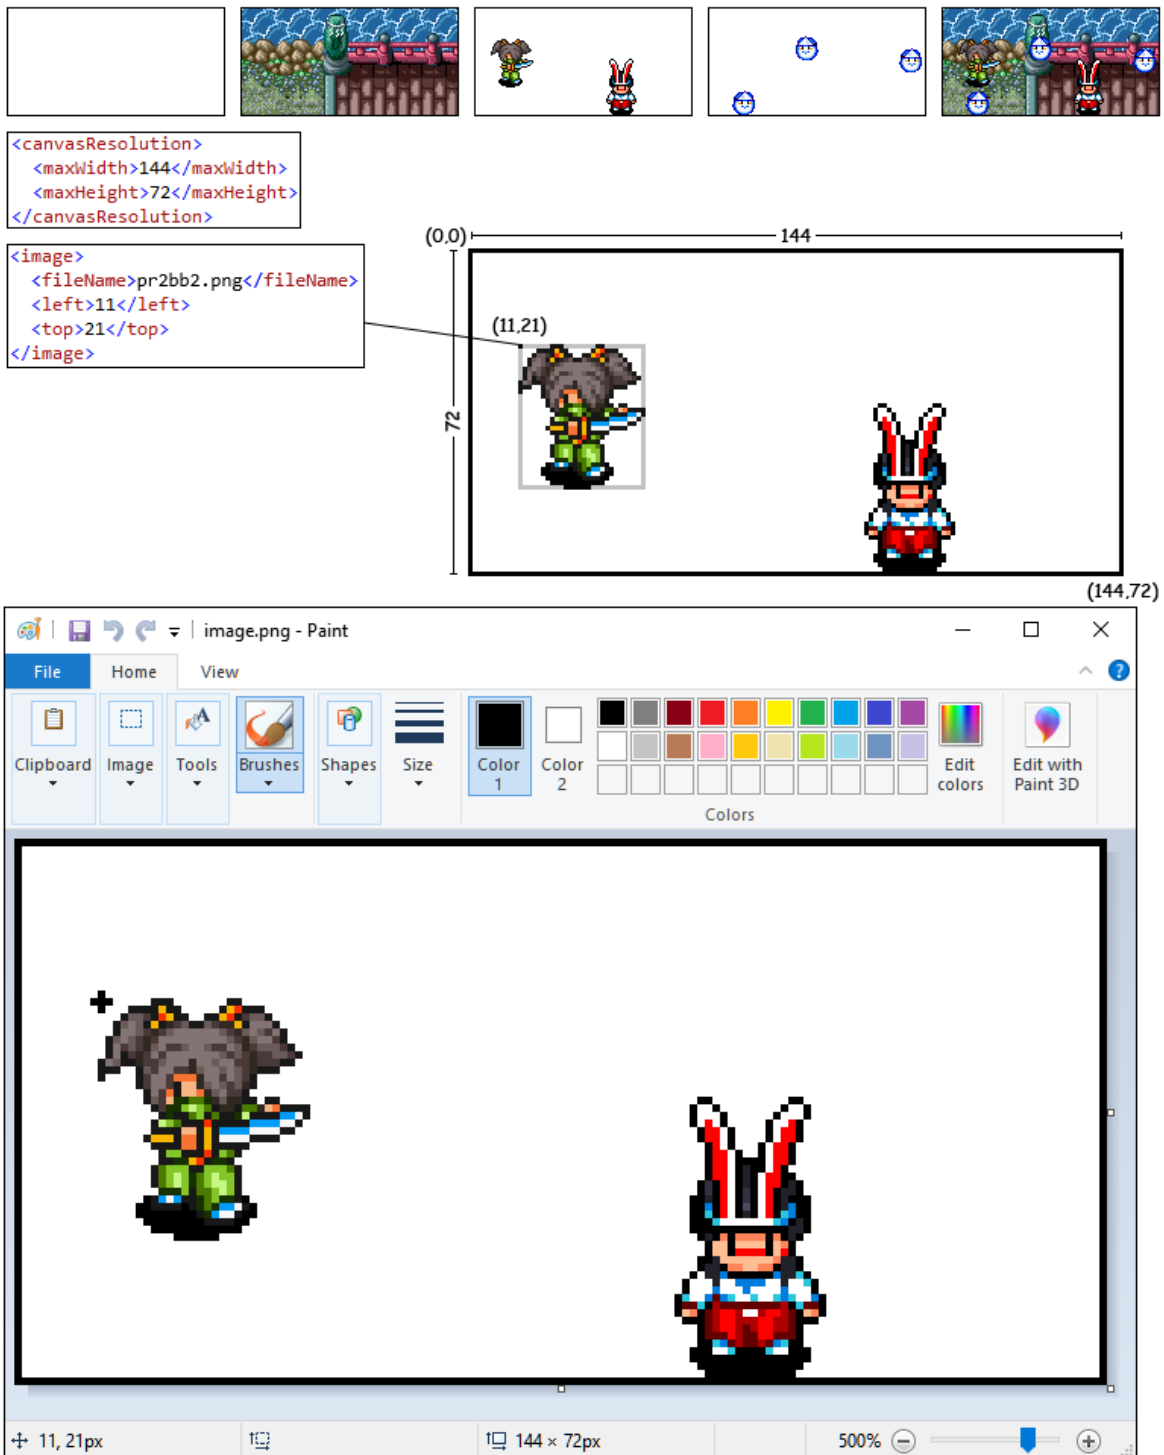 <canvasResolution>
<maxWidth>144</maxWidth>
<maxHeight>72</maxHeight>
</canvasResolution>
<image>
<fileName>pr2bb2.png</fileName>
<left>11</left>
<top>21</top>
</image>
(0,0)
144
(11,21)
72
(144,72)
image.png - Paint
File Home View
Clipboard Image Tools Brushes Shapes Size Color 1 Color 2 Edit colors Edit with Paint 3D
Colors
11, 21px 144 × 72px 500%